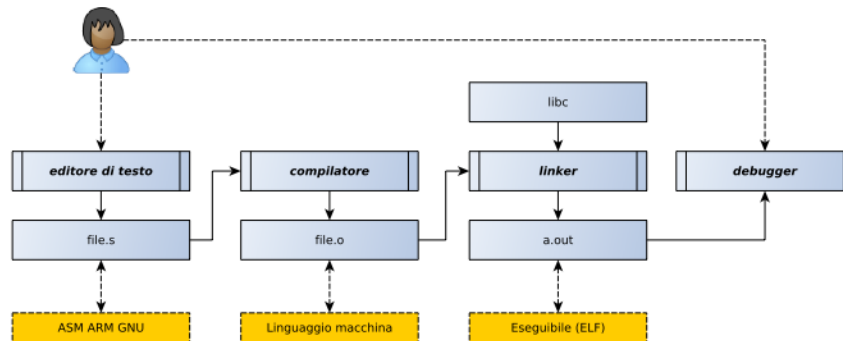 libc
editore di testo
compilatore
linker
debugger
file.s
file.o
a.out
ASM ARM GNU
Linguaggio macchina
Eseguibile (ELF)